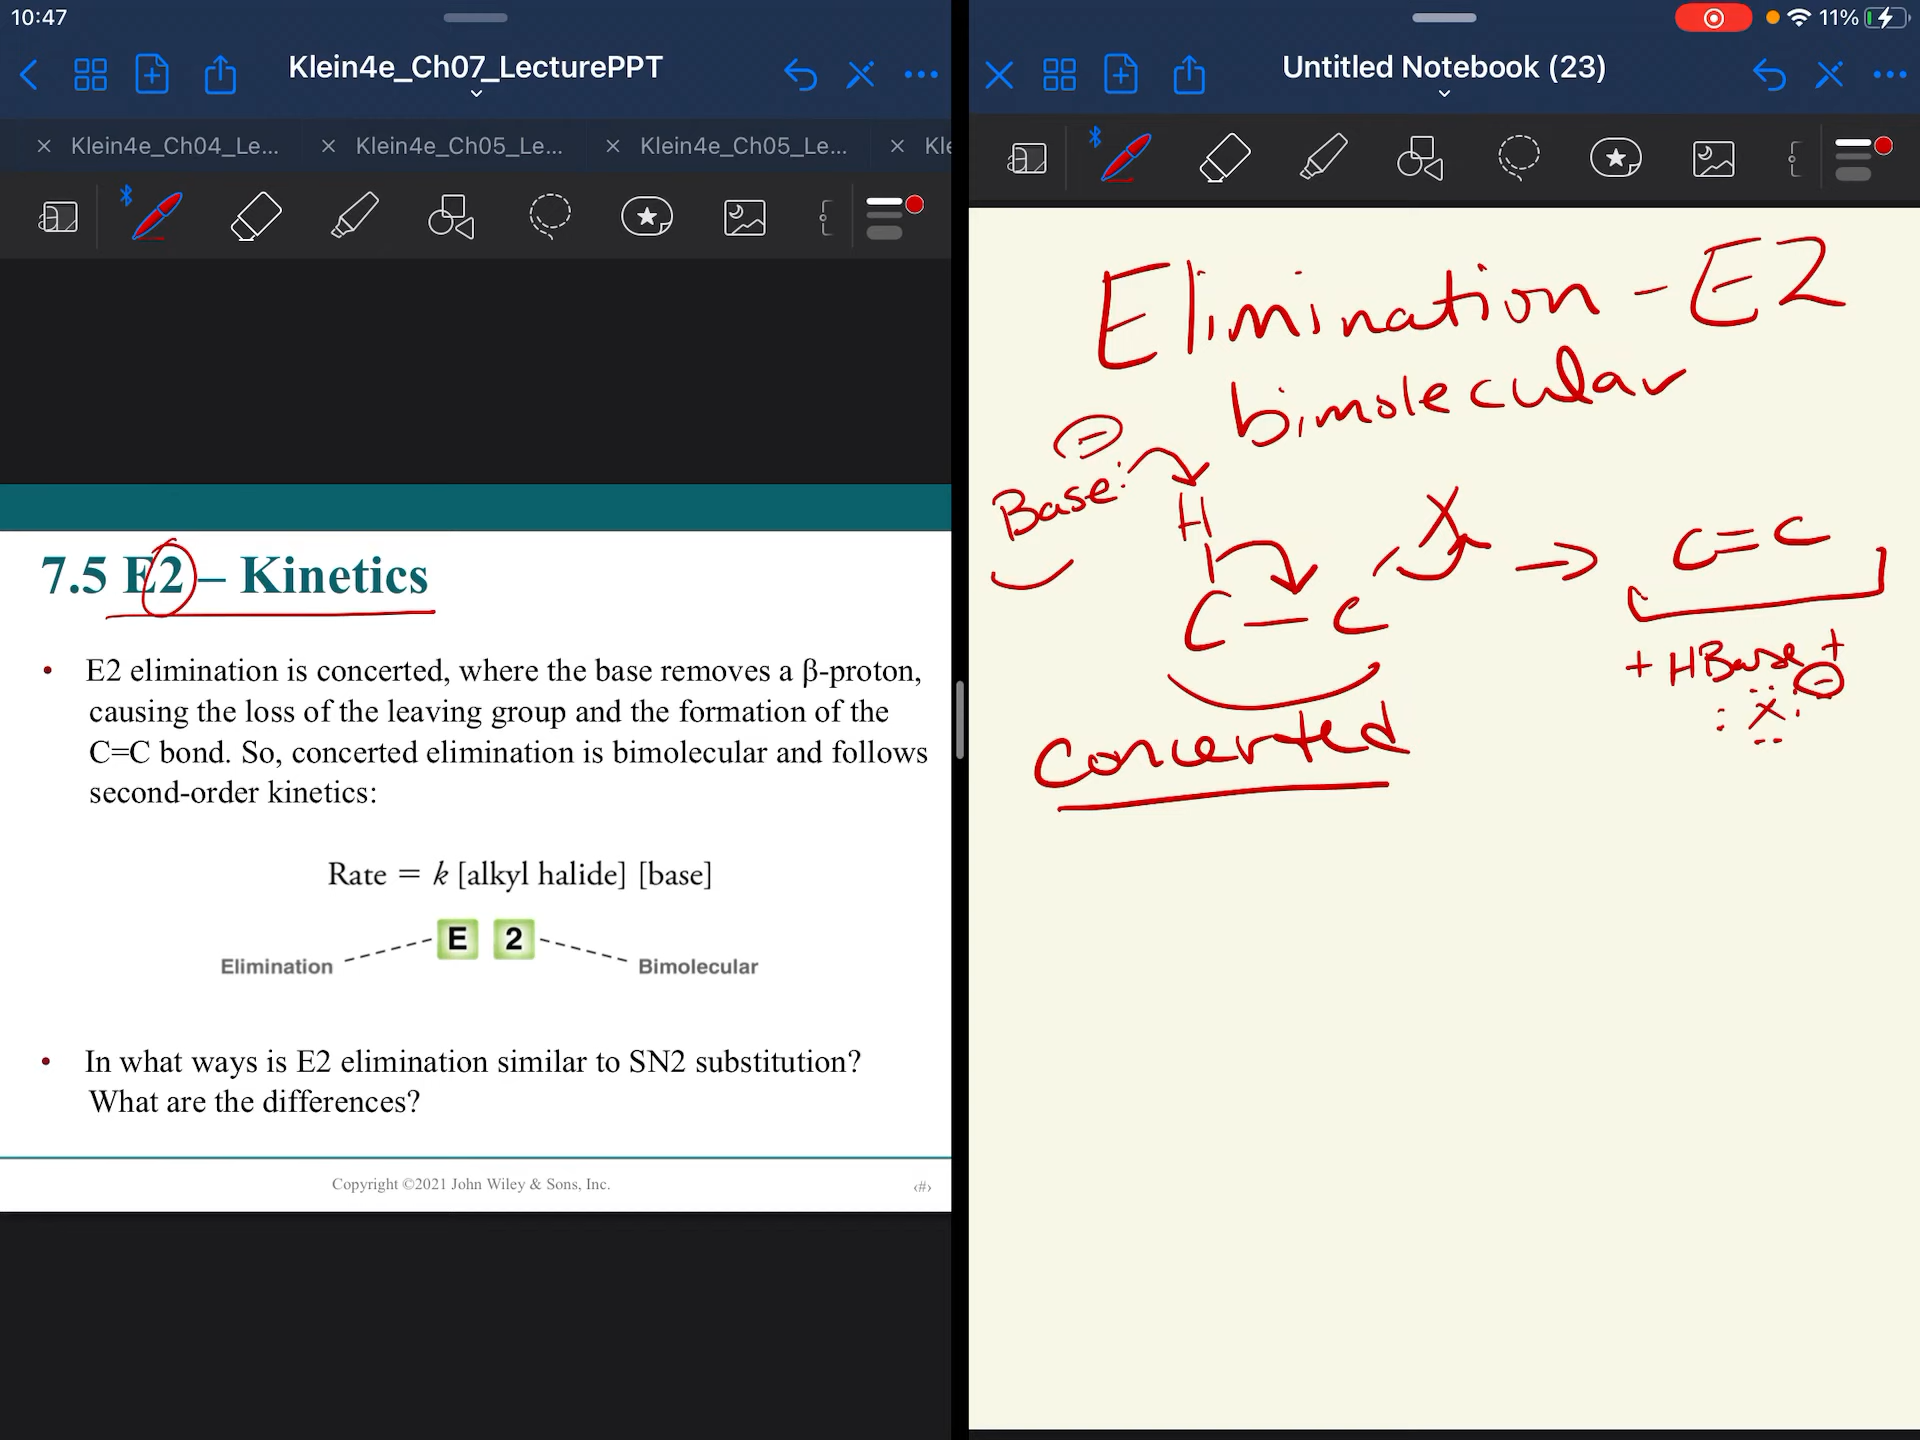 10:47
Klein4e_Ch07_LecturePPT
Klein4e_Ch04_Le...
Klein4e_Ch05_Le...
Klein4e_Ch05_Le...
Kle
7.5 E2 – Kinetics
• E2 elimination is concerted, where the base removes a β-proton,
causing the loss of the leaving group and the formation of the
C=C bond. So, concerted elimination is bimolecular and follows
second-order kinetics:
Rate = k [alkyl halide] [base]
E 2
Elimination
Bimolecular
• In what ways is E2 elimination similar to SN2 substitution?
What are the differences?
Copyright ©2021 John Wiley & Sons, Inc.
‹#›
11%
Untitled Notebook (23)
Elimination - E2
bimolecular
⊖
Base:
H
X
C – C
→
C=C
+ HBase +
:X: ⊖
Concerted